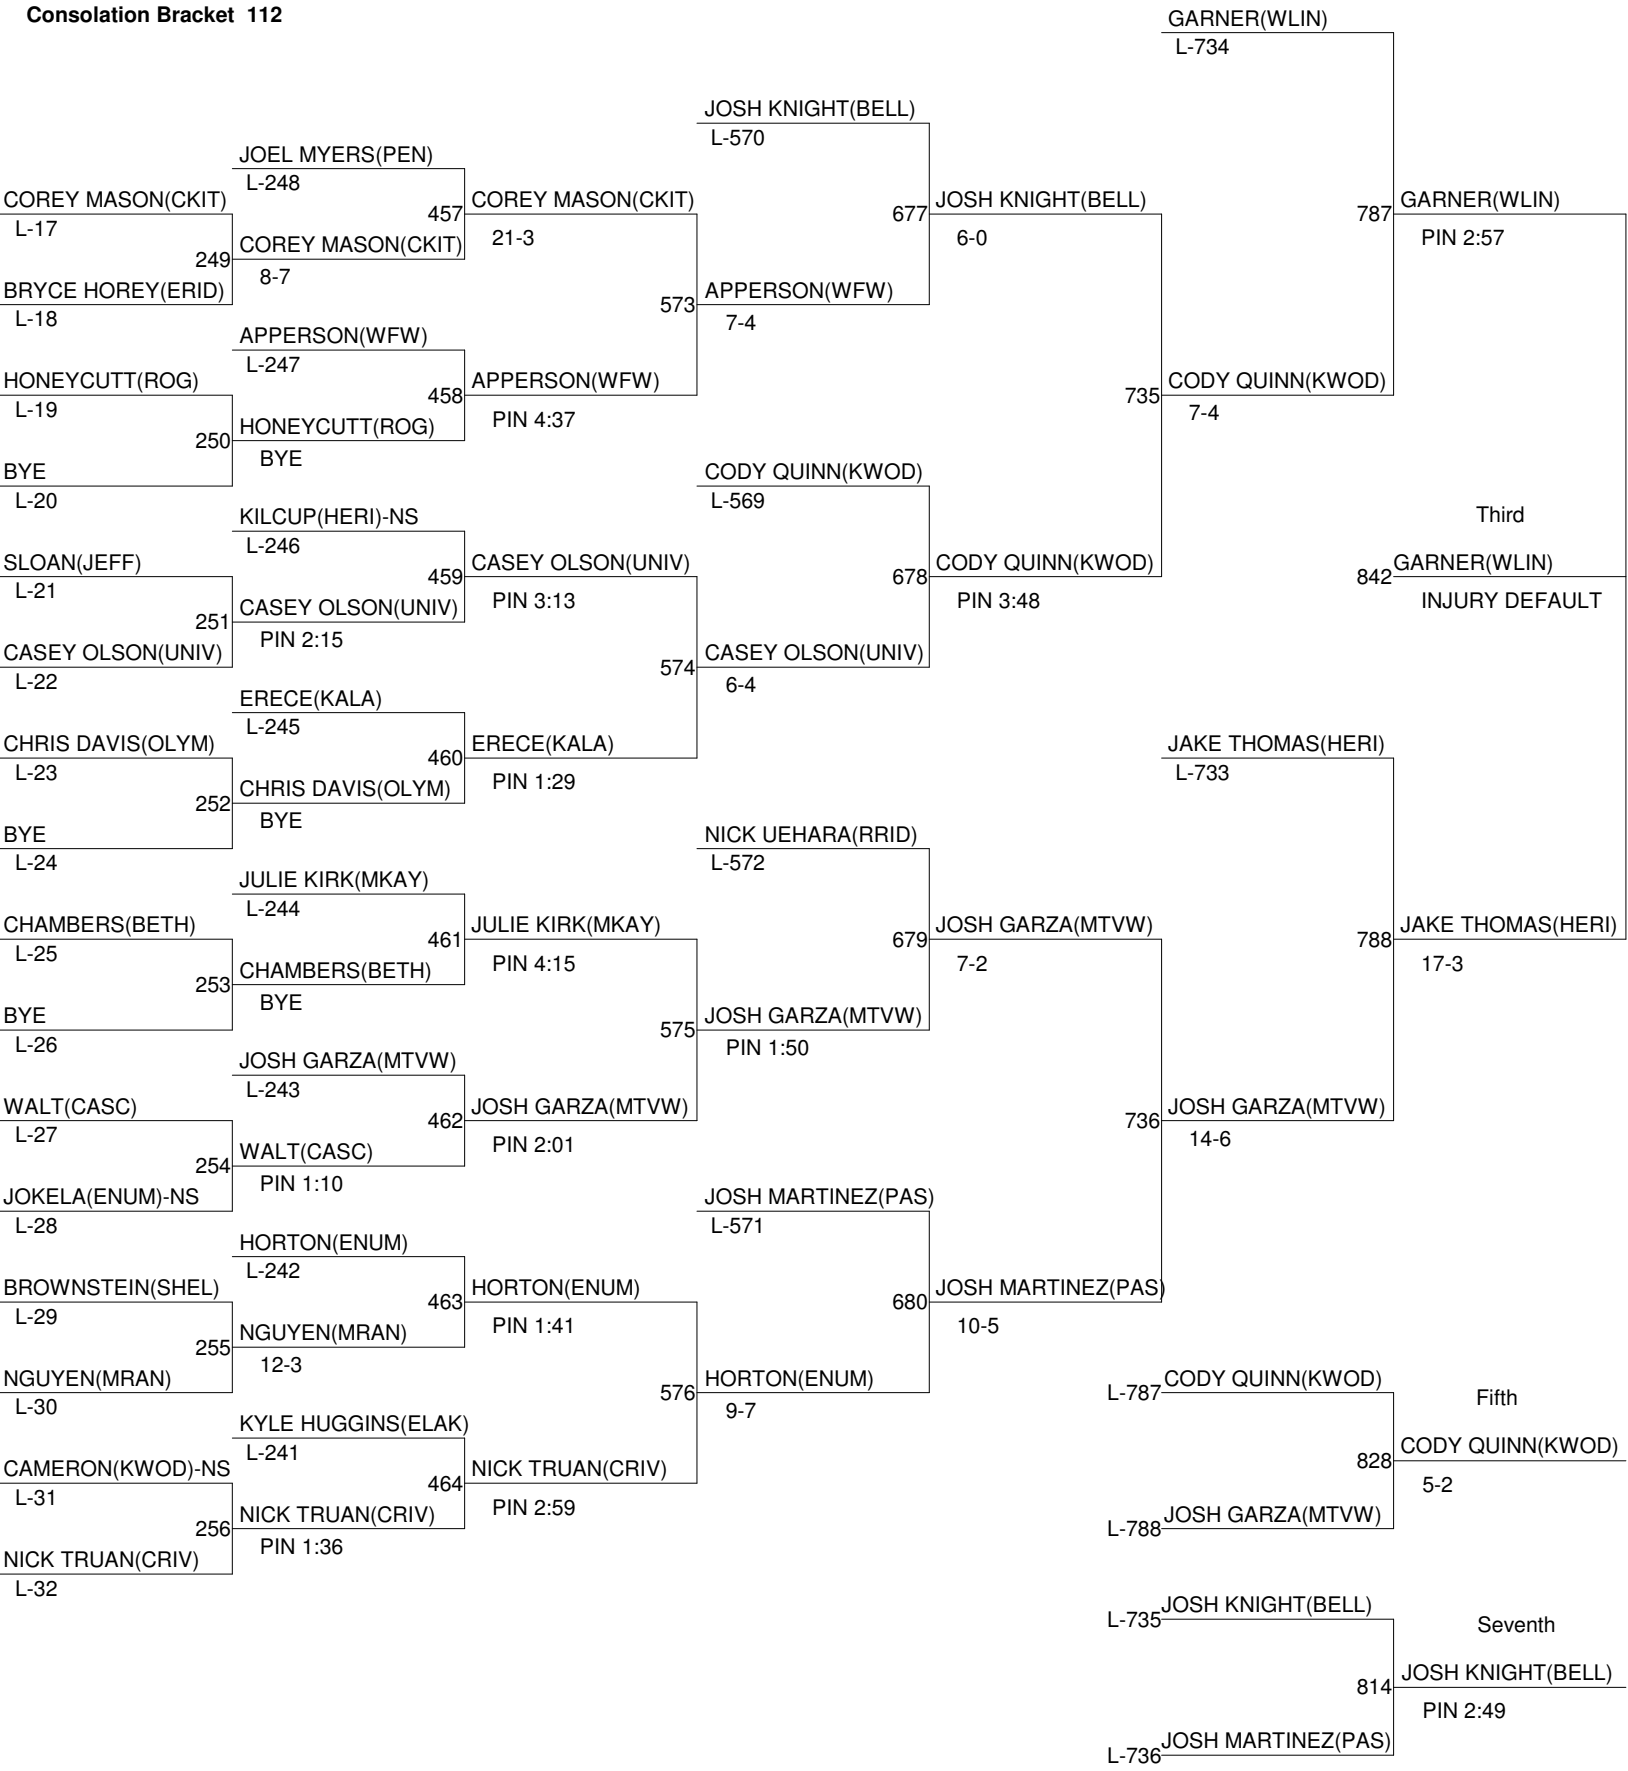 Consolation Bracket 112
GARNER(WLIN)
L-734
JOSH KNIGHT(BELL)
L-570
JOEL MYERS(PEN)
L-248
COREY MASON(CKIT)
L-17
457
COREY MASON(CKIT)
21-3
677
JOSH KNIGHT(BELL)
6-0
787
GARNER(WLIN)
PIN 2:57
249
COREY MASON(CKIT)
8-7
BRYCE HOREY(ERID)
L-18
573
APPERSON(WFW)
7-4
APPERSON(WFW)
L-247
HONEYCUTT(ROG)
L-19
458
APPERSON(WFW)
PIN 4:37
735
CODY QUINN(KWOD)
7-4
250
HONEYCUTT(ROG)
BYE
BYE
L-20
CODY QUINN(KWOD)
L-569
KILCUP(HERI)-NS
L-246
Third
SLOAN(JEFF)
L-21
459
CASEY OLSON(UNIV)
PIN 3:13
678
CODY QUINN(KWOD)
PIN 3:48
842
GARNER(WLIN)
INJURY DEFAULT
251
CASEY OLSON(UNIV)
PIN 2:15
CASEY OLSON(UNIV)
L-22
574
CASEY OLSON(UNIV)
6-4
ERECE(KALA)
L-245
CHRIS DAVIS(OLYM)
L-23
460
ERECE(KALA)
PIN 1:29
JAKE THOMAS(HERI)
L-733
252
CHRIS DAVIS(OLYM)
BYE
BYE
L-24
NICK UEHARA(RRID)
L-572
JULIE KIRK(MKAY)
L-244
CHAMBERS(BETH)
L-25
461
JULIE KIRK(MKAY)
PIN 4:15
679
JOSH GARZA(MTVW)
7-2
788
JAKE THOMAS(HERI)
17-3
253
CHAMBERS(BETH)
BYE
BYE
L-26
575
JOSH GARZA(MTVW)
PIN 1:50
JOSH GARZA(MTVW)
L-243
WALT(CASC)
L-27
462
JOSH GARZA(MTVW)
PIN 2:01
736
JOSH GARZA(MTVW)
14-6
254
WALT(CASC)
PIN 1:10
JOKELA(ENUM)-NS
L-28
JOSH MARTINEZ(PAS)
L-571
HORTON(ENUM)
L-242
BROWNSTEIN(SHEL)
L-29
463
HORTON(ENUM)
PIN 1:41
680
JOSH MARTINEZ(PAS)
10-5
255
NGUYEN(MRAN)
12-3
NGUYEN(MRAN)
L-30
576
HORTON(ENUM)
9-7
L-787
CODY QUINN(KWOD)
Fifth
KYLE HUGGINS(ELAK)
L-241
828
CODY QUINN(KWOD)
5-2
CAMERON(KWOD)-NS
L-31
464
NICK TRUAN(CRIV)
PIN 2:59
256
NICK TRUAN(CRIV)
PIN 1:36
L-788
JOSH GARZA(MTVW)
NICK TRUAN(CRIV)
L-32
L-735
JOSH KNIGHT(BELL)
Seventh
814
JOSH KNIGHT(BELL)
PIN 2:49
L-736
JOSH MARTINEZ(PAS)